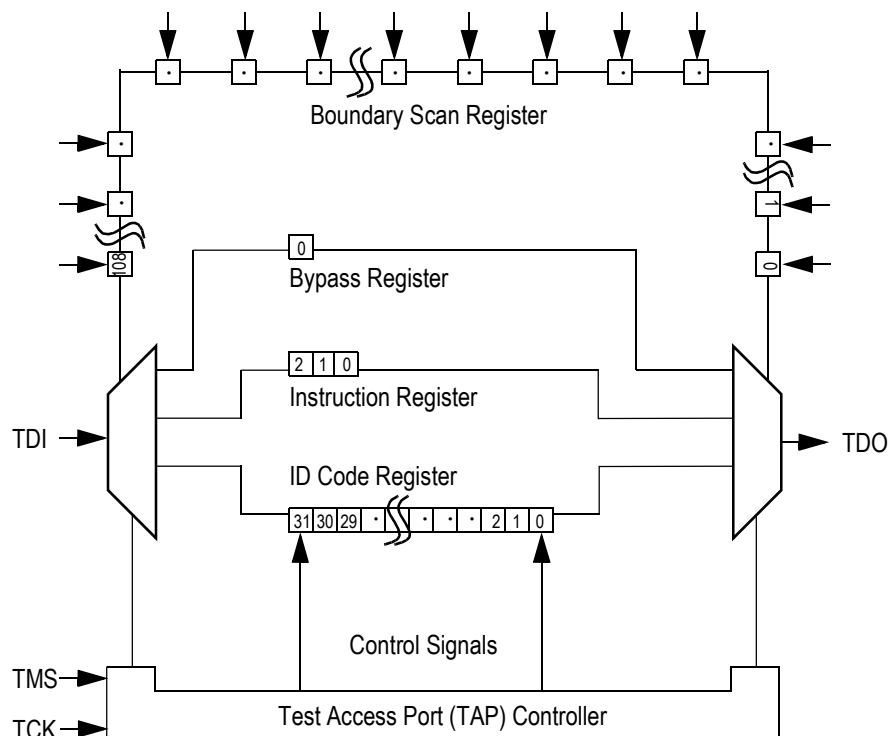 Boundary Scan Register
108
1
0
0
Bypass Register
2 1 0
Instruction Register
TDI
TDO
ID Code Register
31 30 29 · · · · 2 1 0
Control Signals
TMS
TCK
Test Access Port (TAP) Controller